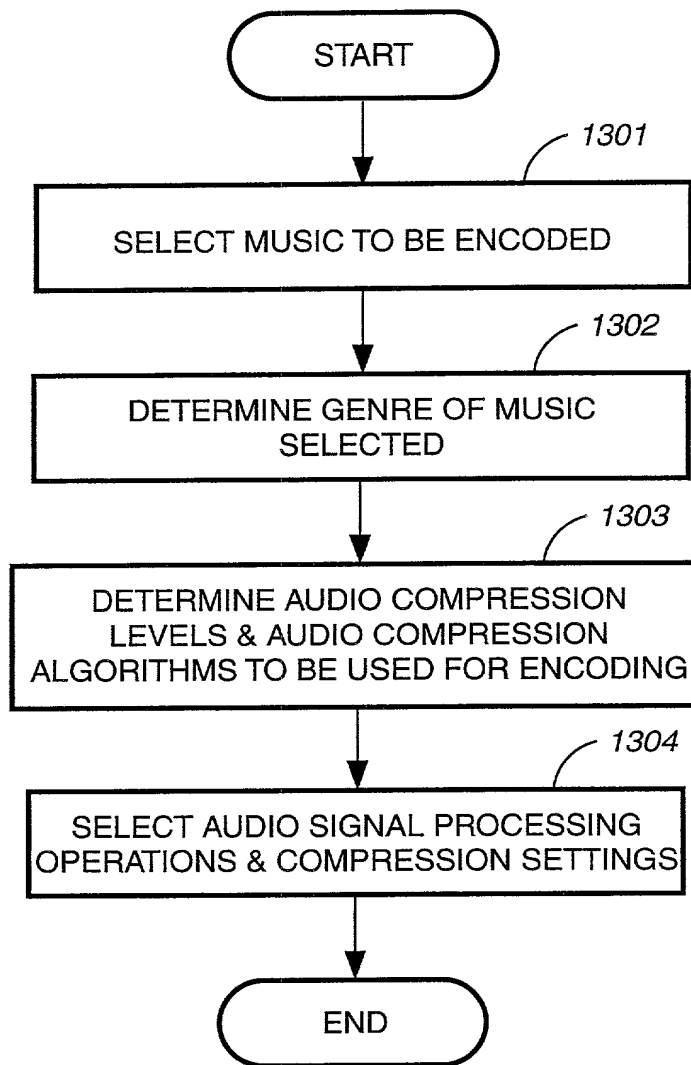 START
1301
SELECT MUSIC TO BE ENCODED
1302
DETERMINE GENRE OF MUSIC
SELECTED
1303
DETERMINE AUDIO COMPRESSION
LEVELS & AUDIO COMPRESSION
ALGORITHMS TO BE USED FOR ENCODING
1304
SELECT AUDIO SIGNAL PROCESSING
OPERATIONS & COMPRESSION SETTINGS
END